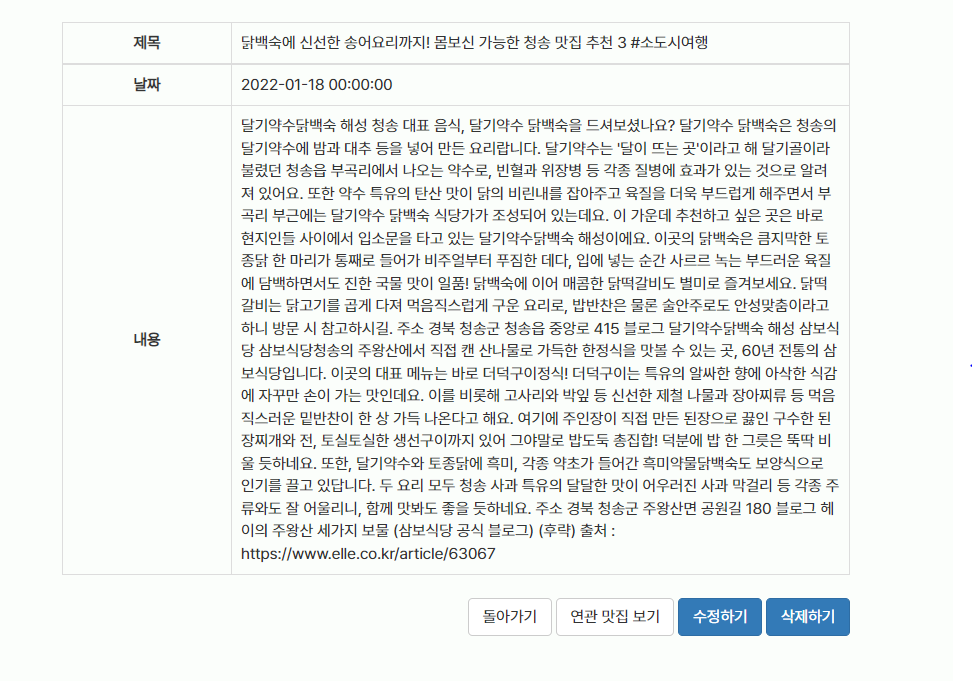 제목 닭백숙에 신선한 송어요리까지! 몸보신 가능한 청송 맛집 추천 3 #소도시여행
날짜 2022-01-18 00:00:00
내용
달기약수닭백숙 해성 청송 대표 음식, 달기약수 닭백숙을 드셔보셨나요? 달기약수 닭백숙은 청송의
달기약수에 밤과 대추 등을 넣어 만든 요리랍니다. 달기약수는 '달이 뜨는 곳'이라고 해 달기골이라
불렸던 청송읍 부곡리에서 나오는 약수로, 빈혈과 위장병 등 각종 질병에 효과가 있는 것으로 알려
져 있어요. 또한 약수 특유의 탄산 맛이 닭의 비린내를 잡아주고 육질을 더욱 부드럽게 해주면서 부
곡리 부근에는 달기약수 닭백숙 식당가가 조성되어 있는데요. 이 가운데 추천하고 싶은 곳은 바로
현지인들 사이에서 입소문을 타고 있는 달기약수닭백숙 해성이에요. 이곳의 닭백숙은 큼지막한 토
종닭 한 마리가 통째로 들어가 비주얼부터 푸짐한 데다, 입에 넣는 순간 사르르 녹는 부드러운 육질
에 담백하면서도 진한 국물 맛이 일품! 닭백숙에 이어 매콤한 닭떡갈비도 별미로 즐겨보세요. 닭떡
갈비는 닭고기를 곱게 다져 먹음직스럽게 구운 요리로, 밥반찬은 물론 술안주로도 안성맞춤이라고
하니 방문 시 참고하시길. 주소 경북 청송군 청송읍 중앙로 415 블로그 달기약수닭백숙 해성 삼보식
당 삼보식당청송의 주왕산에서 직접 캔 산나물로 가득한 한정식을 맛볼 수 있는 곳, 60년 전통의 삼
보식당입니다. 이곳의 대표 메뉴는 바로 더덕구이정식! 더덕구이는 특유의 알싸한 향에 아삭한 식감
에 자꾸만 손이 가는 맛인데요. 이를 비롯해 고사리와 박잎 등 신선한 제철 나물과 장아찌류 등 먹음
직스러운 밑반찬이 한 상 가득 나온다고 해요. 여기에 주인장이 직접 만든 된장으로 끓인 구수한 된
장찌개와 전, 토실토실한 생선구이까지 있어 그야말로 밥도둑 총집합! 덕분에 밥 한 그릇은 뚝딱 비
울 듯하네요. 또한, 달기약수와 토종닭에 흑미, 각종 약초가 들어간 흑미약물닭백숙도 보양식으로
인기를 끌고 있답니다. 두 요리 모두 청송 사과 특유의 달달한 맛이 어우러진 사과 막걸리 등 각종 주
류와도 잘 어울리니, 함께 맛봐도 좋을 듯하네요. 주소 경북 청송군 주왕산면 공원길 180 블로그 헤
이의 주왕산 세가지 보물 (삼보식당 공식 블로그) (후략) 출처 :
https://www.elle.co.kr/article/63067
돌아가기 연관 맛집 보기 수정하기 삭제하기